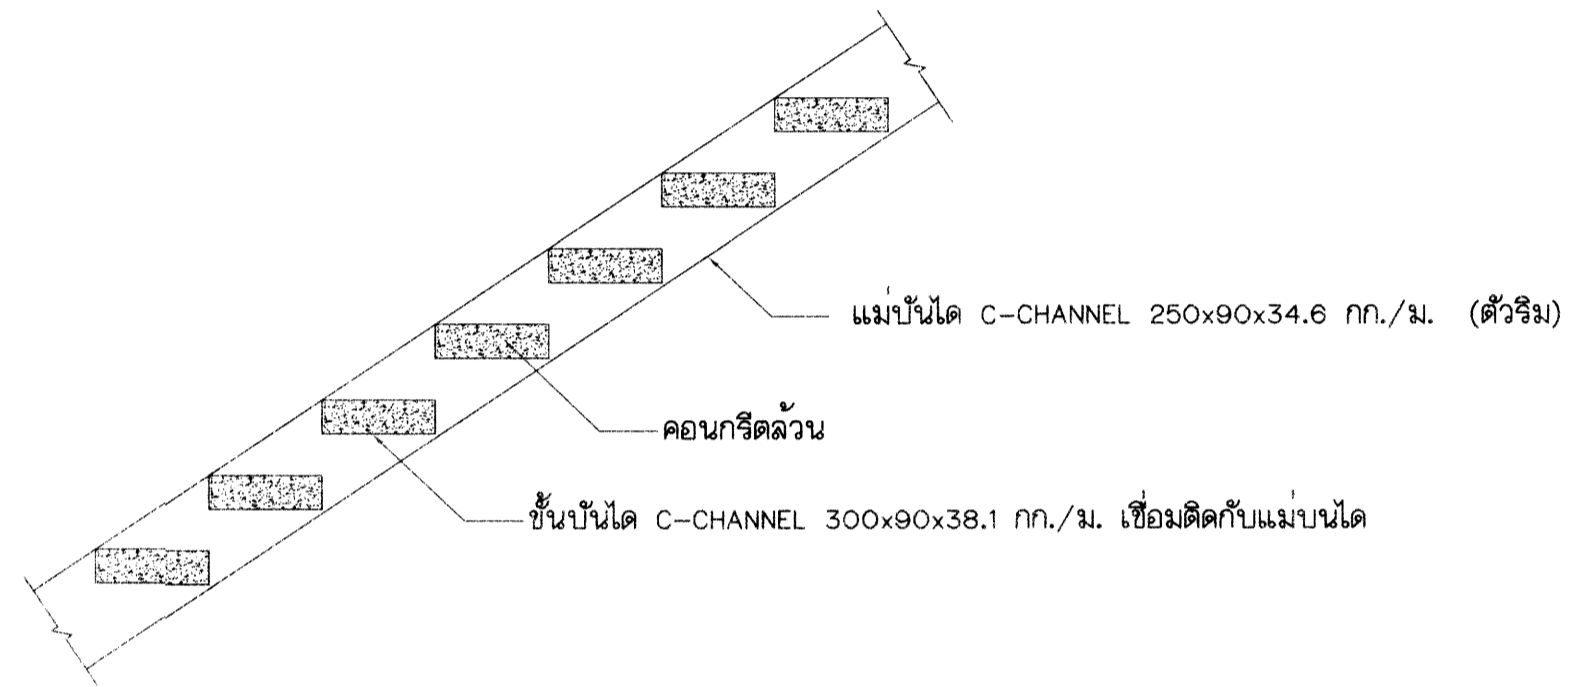 แม่บันได C-CHANNEL 250x90x34.6 กก./ม. (ตัวริม)
คอนกรีตล้วน
ขั้นบันได C-CHANNEL 300x90x38.1 กก./ม. เชื่อมติดกับแม่บนได